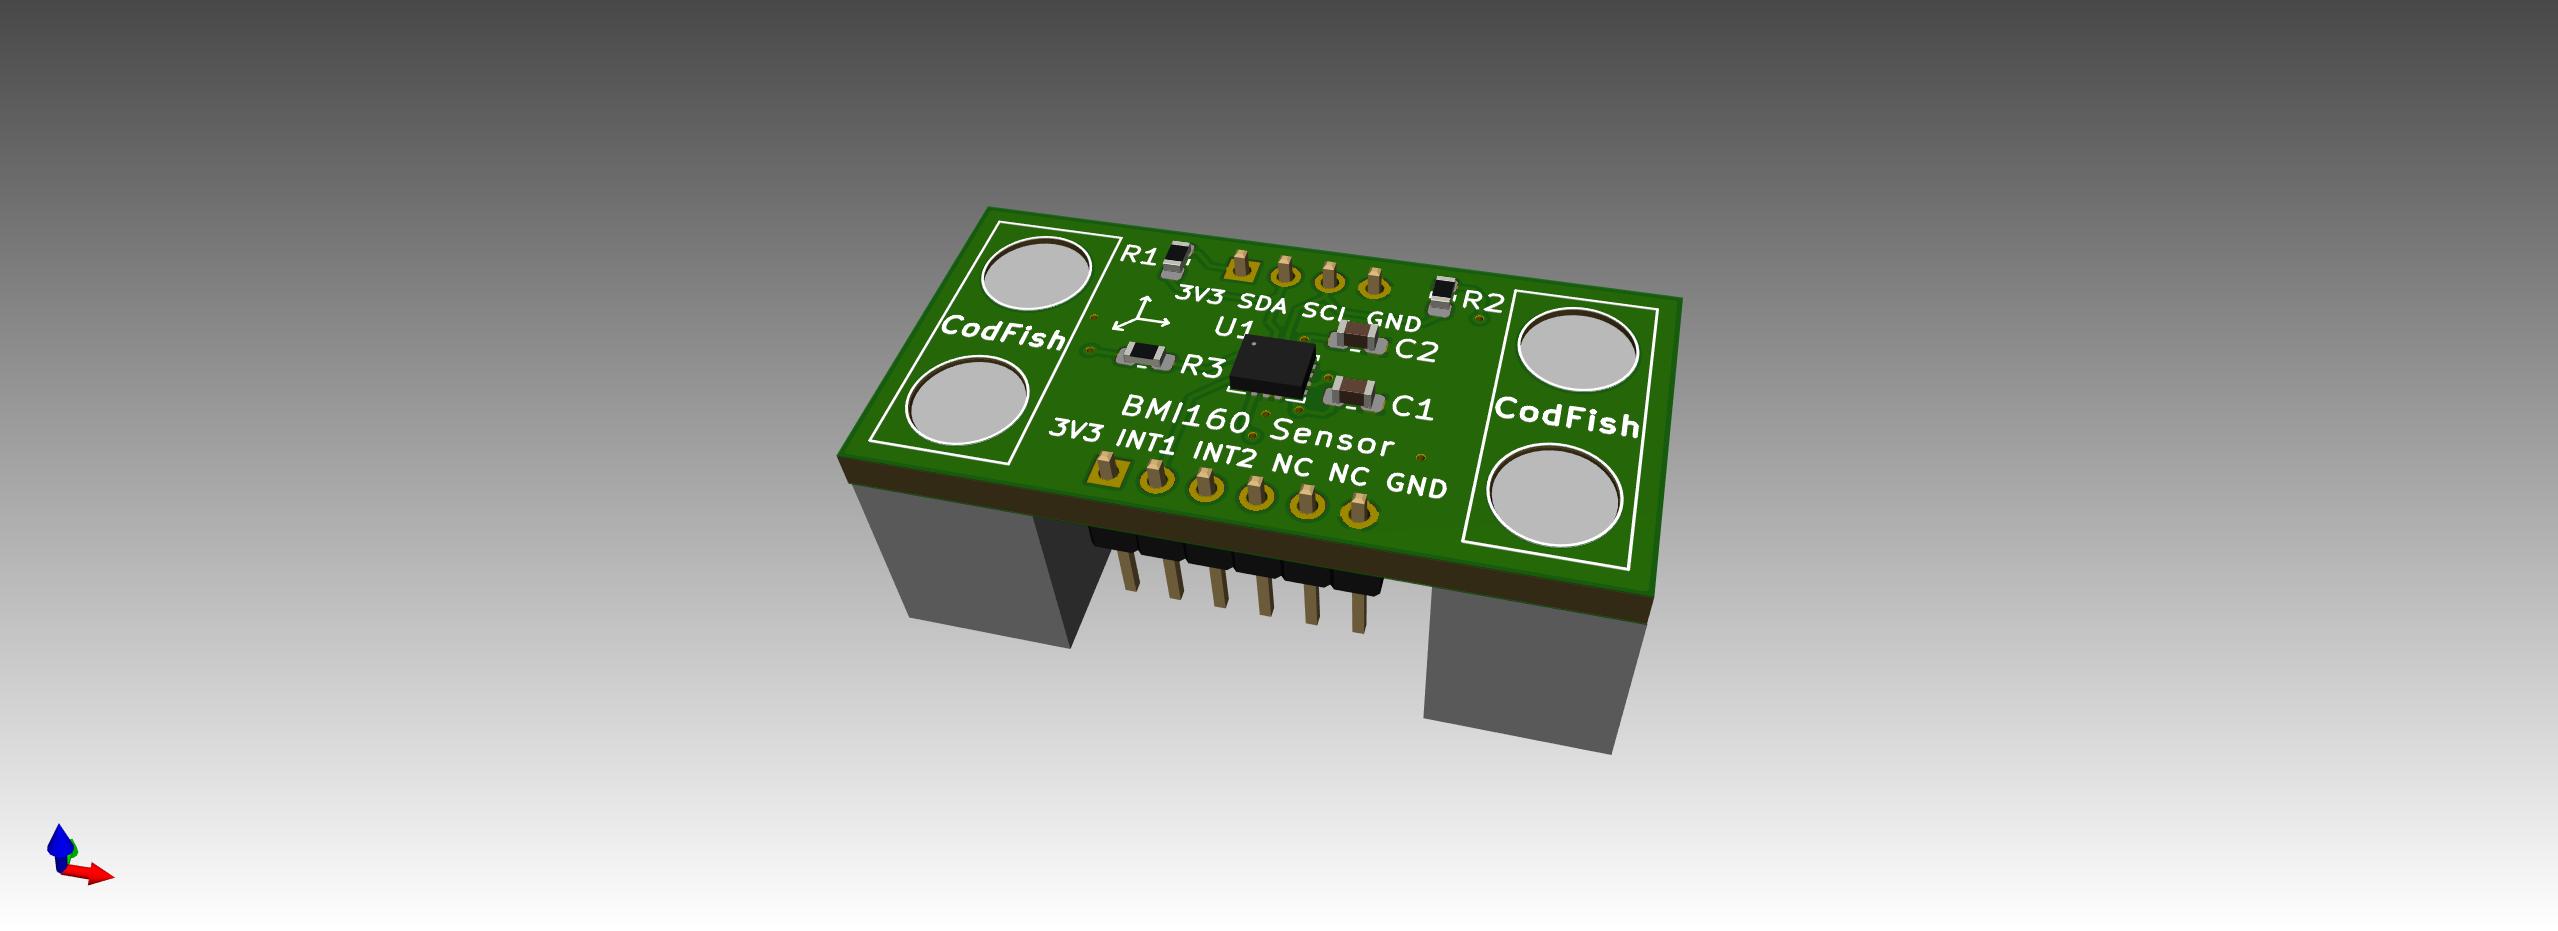 R1
3V3 SDA SCL GND
R2
CodFish
U1
C2
R3
C1
CodFish
BMI160 Sensor
3V3 INT1 INT2 NC NC GND